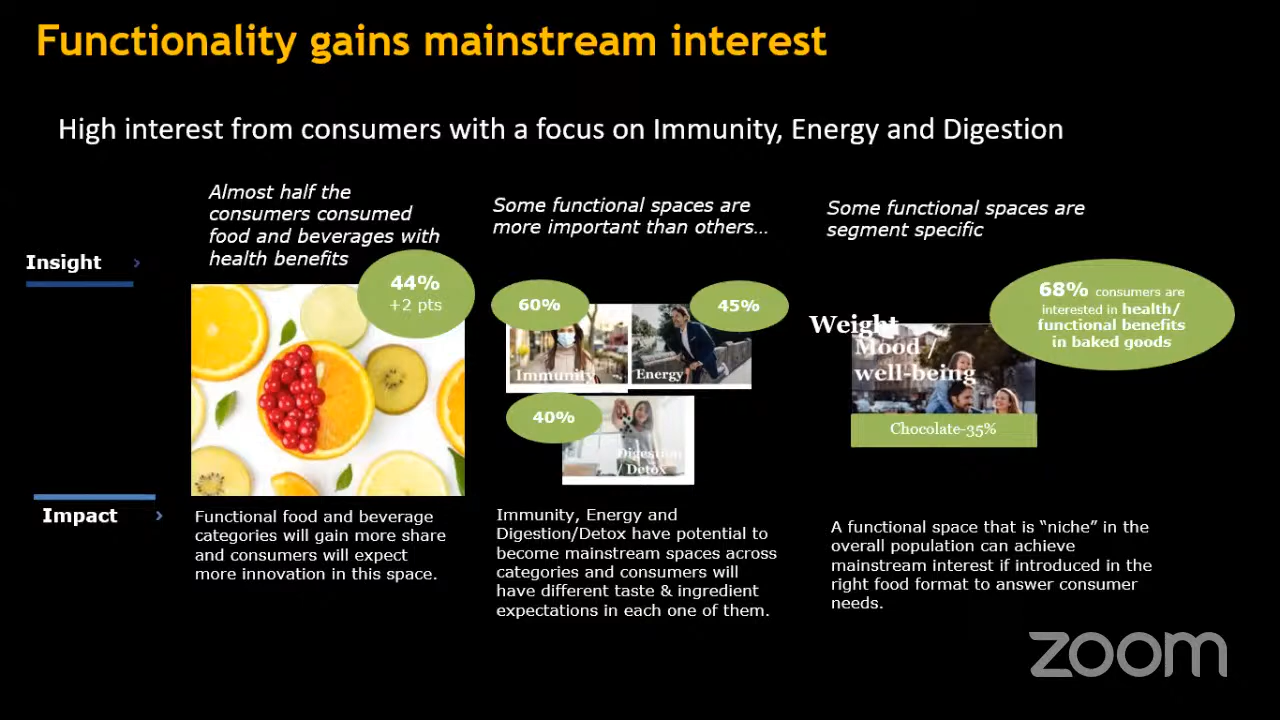 Functionality gains mainstream interest
High interest from consumers with a focus on Immunity, Energy and Digestion
Insight
Almost half the
consumers consumed
food and beverages with
health benefits
44%
+2 pts
Some functional spaces are
more important than others…
60%
45%
Immunity
Energy
40%
Digestion
/ Detox
Some functional spaces are
segment specific
68% consumers are
interested in health/
functional benefits
in baked goods
Weight
Mood /
well-being
Chocolate-35%
Impact
Functional food and beverage
categories will gain more share
and consumers will expect
more innovation in this space.
Immunity, Energy and
Digestion/Detox have potential to
become mainstream spaces across
categories and consumers will
have different taste & ingredient
expectations in each one of them.
A functional space that is “niche” in the
overall population can achieve
mainstream interest if introduced in the
right food format to answer consumer
needs.
zoom